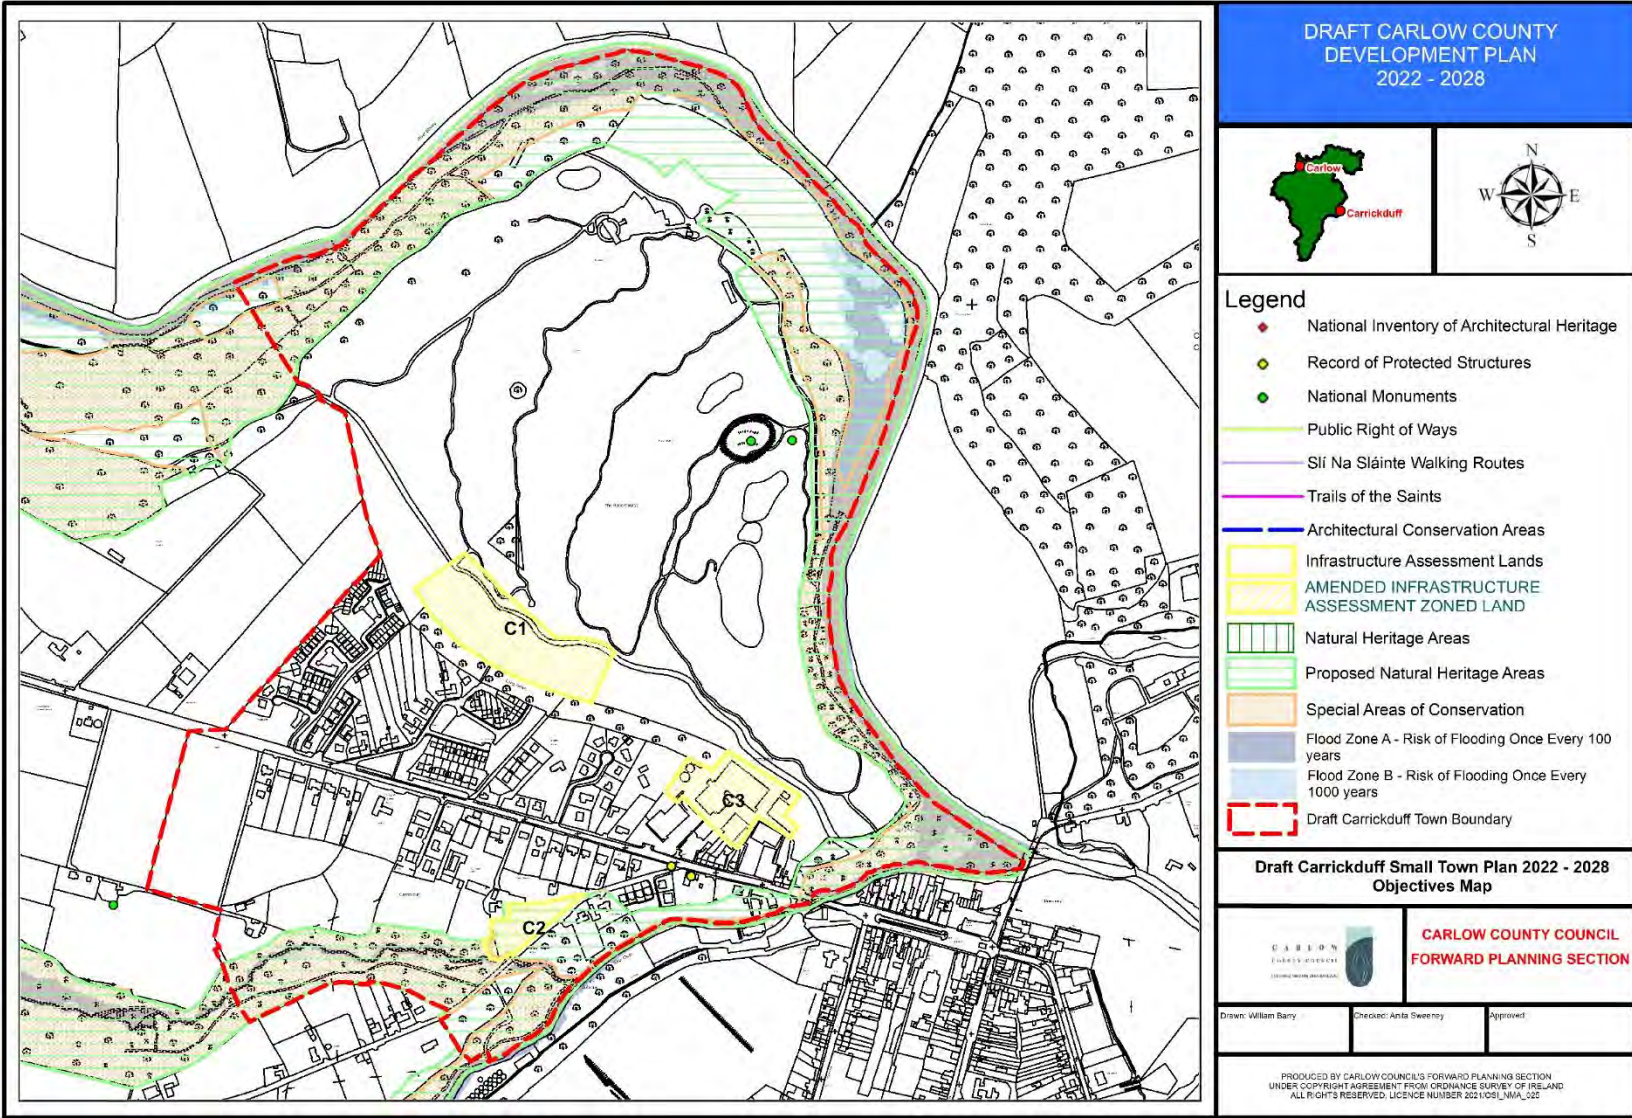 DRAFT CARLOW COUNTY
DEVELOPMENT PLAN
2022 - 2028
Carlow
Carrickduff
N
W
E
S
Legend
National Inventory of Architectural Heritage
Record of Protected Structures
National Monuments
Public Right of Ways
Slí Na Sláinte Walking Routes
Trails of the Saints
Architectural Conservation Areas
Infrastructure Assessment Lands
AMENDED INFRASTRUCTURE
ASSESSMENT ZONED LAND
Natural Heritage Areas
Proposed Natural Heritage Areas
Special Areas of Conservation
Flood Zone A - Risk of Flooding Once Every 100
years
Flood Zone B - Risk of Flooding Once Every
1000 years
Draft Carrickduff Town Boundary
C1
C3
C2
Draft Carrickduff Small Town Plan 2022 - 2028
Objectives Map
CARLOW
COUNTY COUNCIL
CARLOW COUNTY COUNCIL
FORWARD PLANNING SECTION
Drawn: William Barry
Checked: Anita Sweeney
Approved:
PRODUCED BY CARLOW COUNCIL'S FORWARD PLANNING SECTION
UNDER COPYRIGHT AGREEMENT FROM ORDNANCE SURVEY OF IRELAND
ALL RIGHTS RESERVED, LICENCE NUMBER 2021/OSI_NMA_025